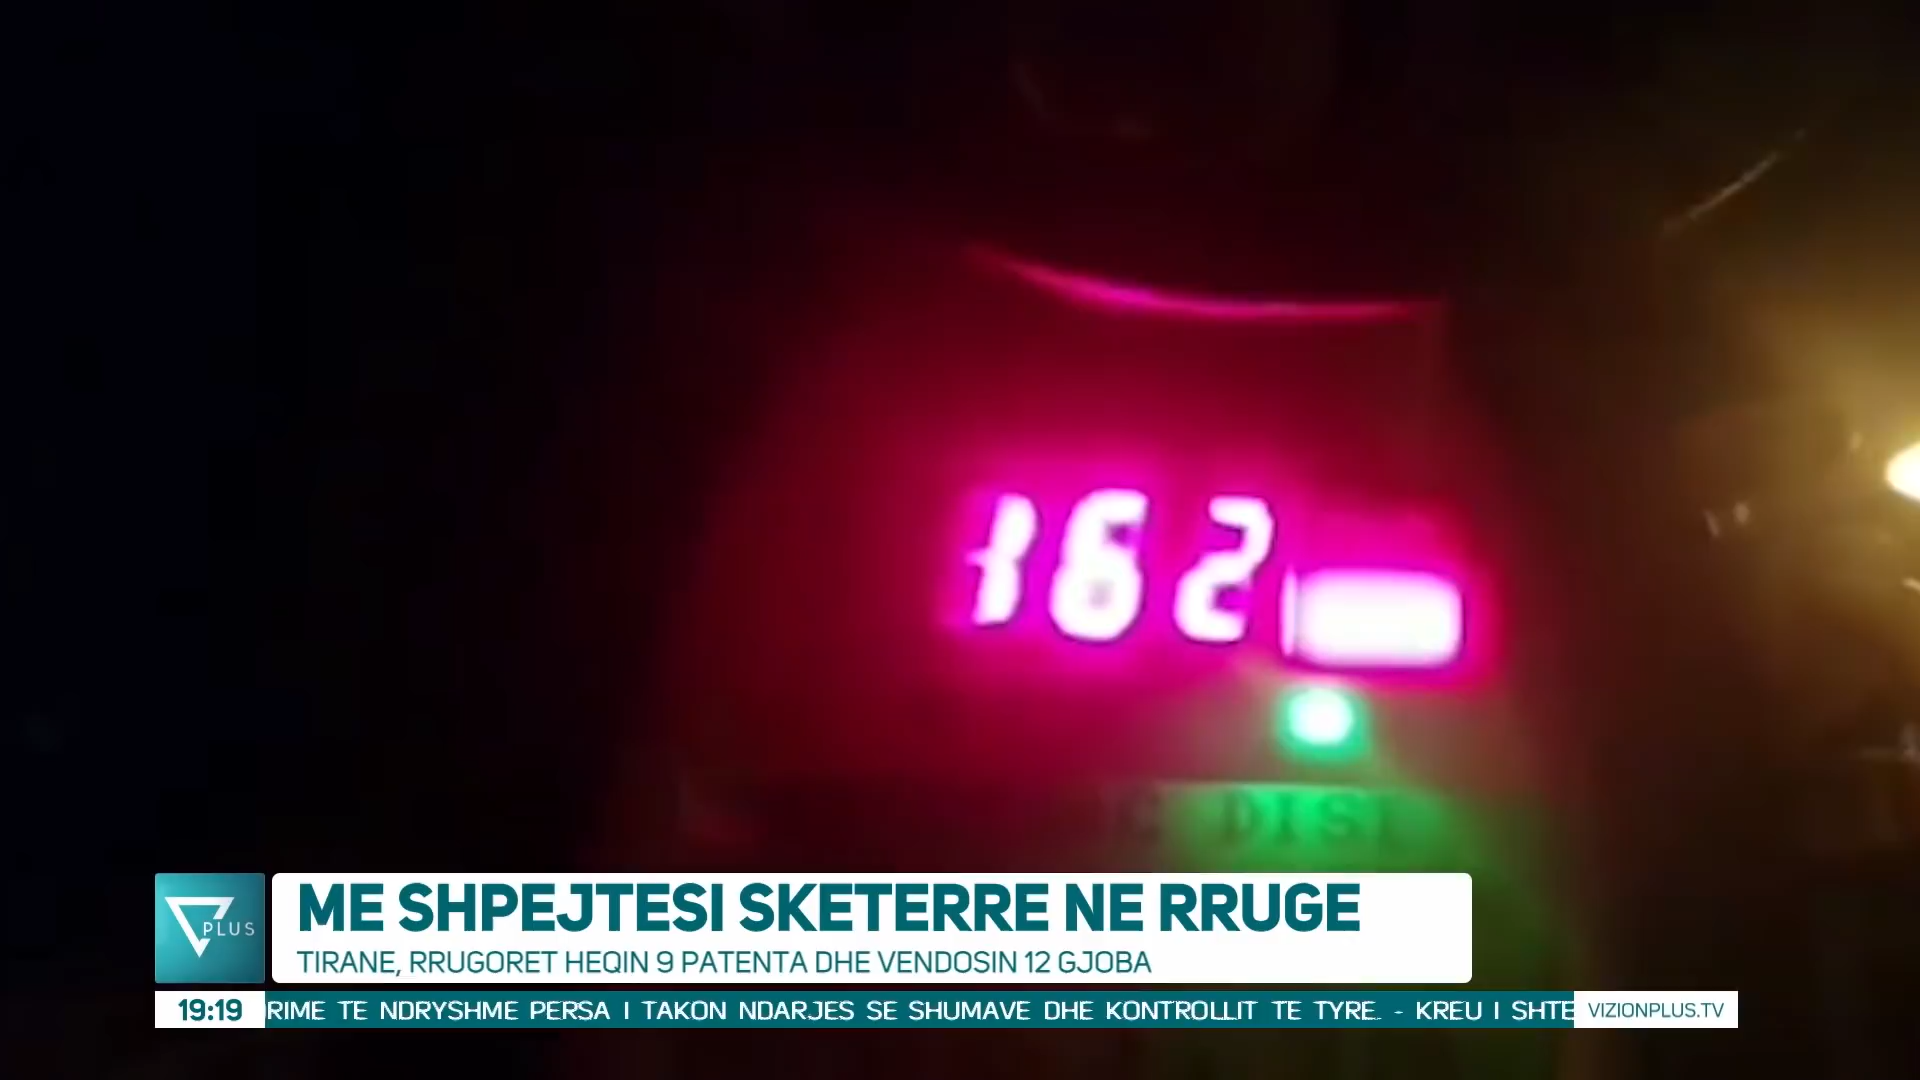 162
DIST
PLUS
ME SHPEJTESI SKETERRE NE RRUGE
TIRANE, RRUGORET HEQIN 9 PATENTA DHE VENDOSIN 12 GJOBA
19:19
RIME TE NDRYSHME PERSA I TAKON NDARJES SE SHUMAVE DHE KONTROLLIT TE TYRE. - KREU I SHTE
VIZIONPLUS.TV